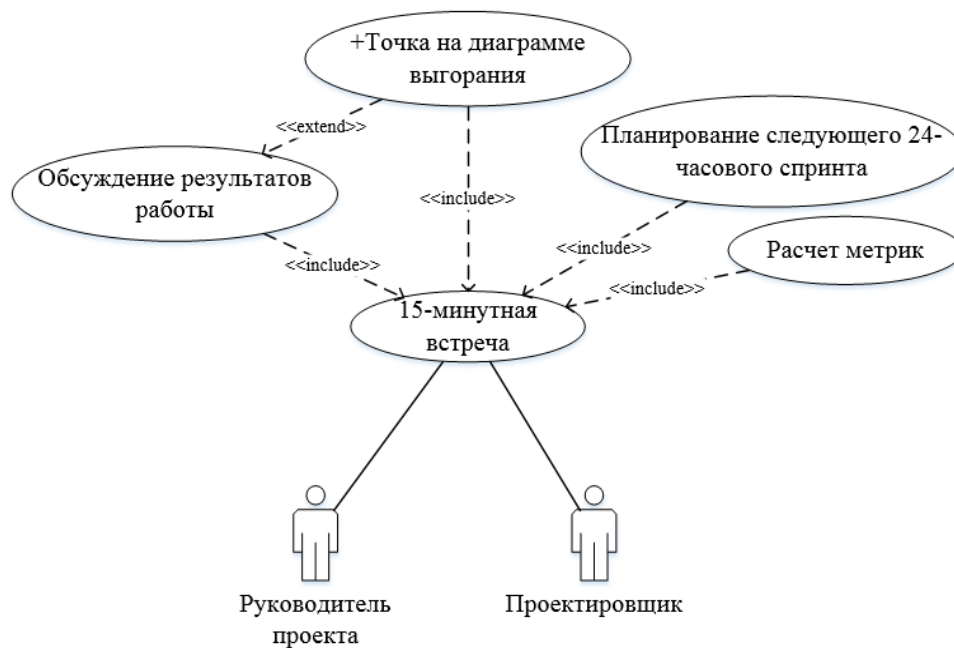 +Точка на диаграмме
выгорания
<<extend>>
Планирование следующего 24-
часового спринта
Обсуждение результатов
работы
<<include>>
<<include>>
Расчет метрик
<<include>>
<<include>>
15-минутная
встреча
Руководитель
проекта
Проектировщик